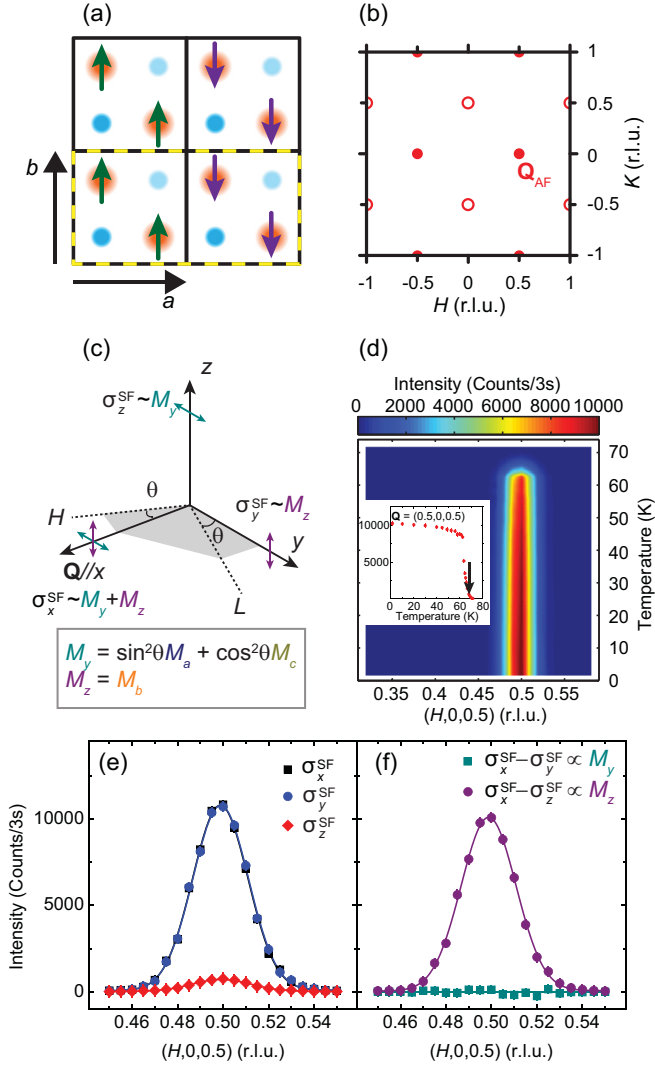 (a)
b
a
(b)
1
0.5
0
-0.5
-1
K (r.l.u.)
Q_AF
-1 -0.5 0 0.5 1
H (r.l.u.)
(c)
z
σ_z^SF~M_y
θ
H
σ_y^SF~M_z
θ
y
Q//x
L
σ_x^SF~M_y+M_z
M_y = sin²θM_a + cos²θM_c
M_z = M_b
(d)
Intensity (Counts/3s)
0 2000 4000 6000 8000 10000
70
60
50
40
30
20
10
0
Temperature (K)
Q = (0.5,0,0.5)
10000
5000
0 20 40 60 80
Temperature (K)
0.35 0.4 0.45 0.5 0.55
(H,0,0.5) (r.l.u.)
(e)
σ_x^SF
σ_y^SF
σ_z^SF
10000
5000
0
Intensity (Counts/3s)
0.46 0.48 0.50 0.52 0.54
(H,0,0.5) (r.l.u.)
(f)
σ_x^SF−σ_y^SF ∝ M_y
σ_x^SF−σ_z^SF ∝ M_z
0.46 0.48 0.50 0.52 0.54
(H,0,0.5) (r.l.u.)